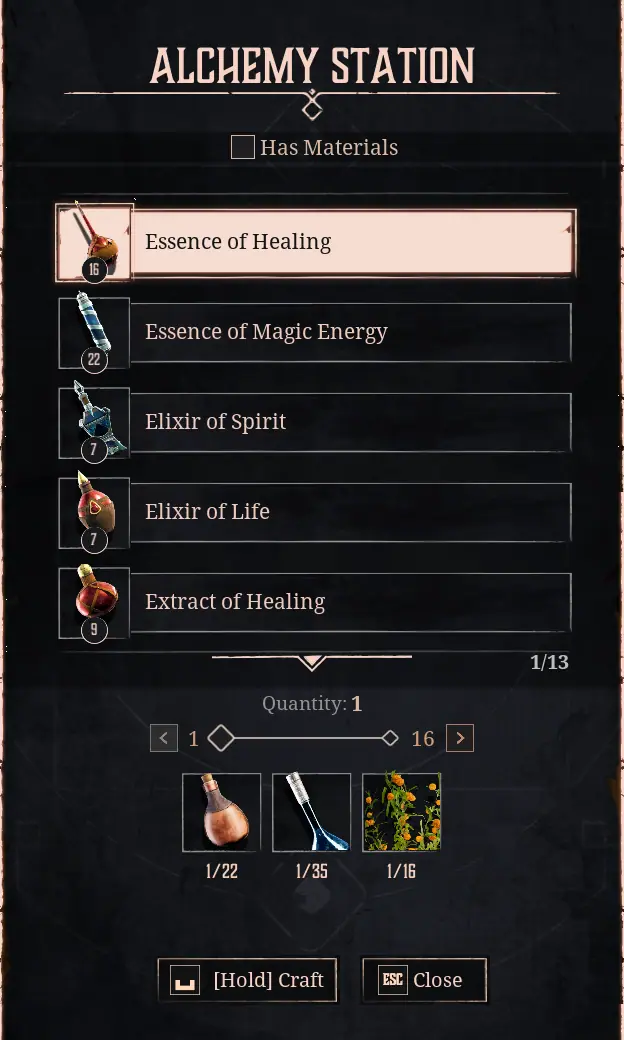 ALCHEMY STATION
Has Materials
Essence of Healing
16
Essence of Magic Energy
22
Elixir of Spirit
7
Elixir of Life
7
Extract of Healing
9
1/13
Quantity: 1
1 16
1/22 1/35 1/16
[Hold] Craft ESC Close